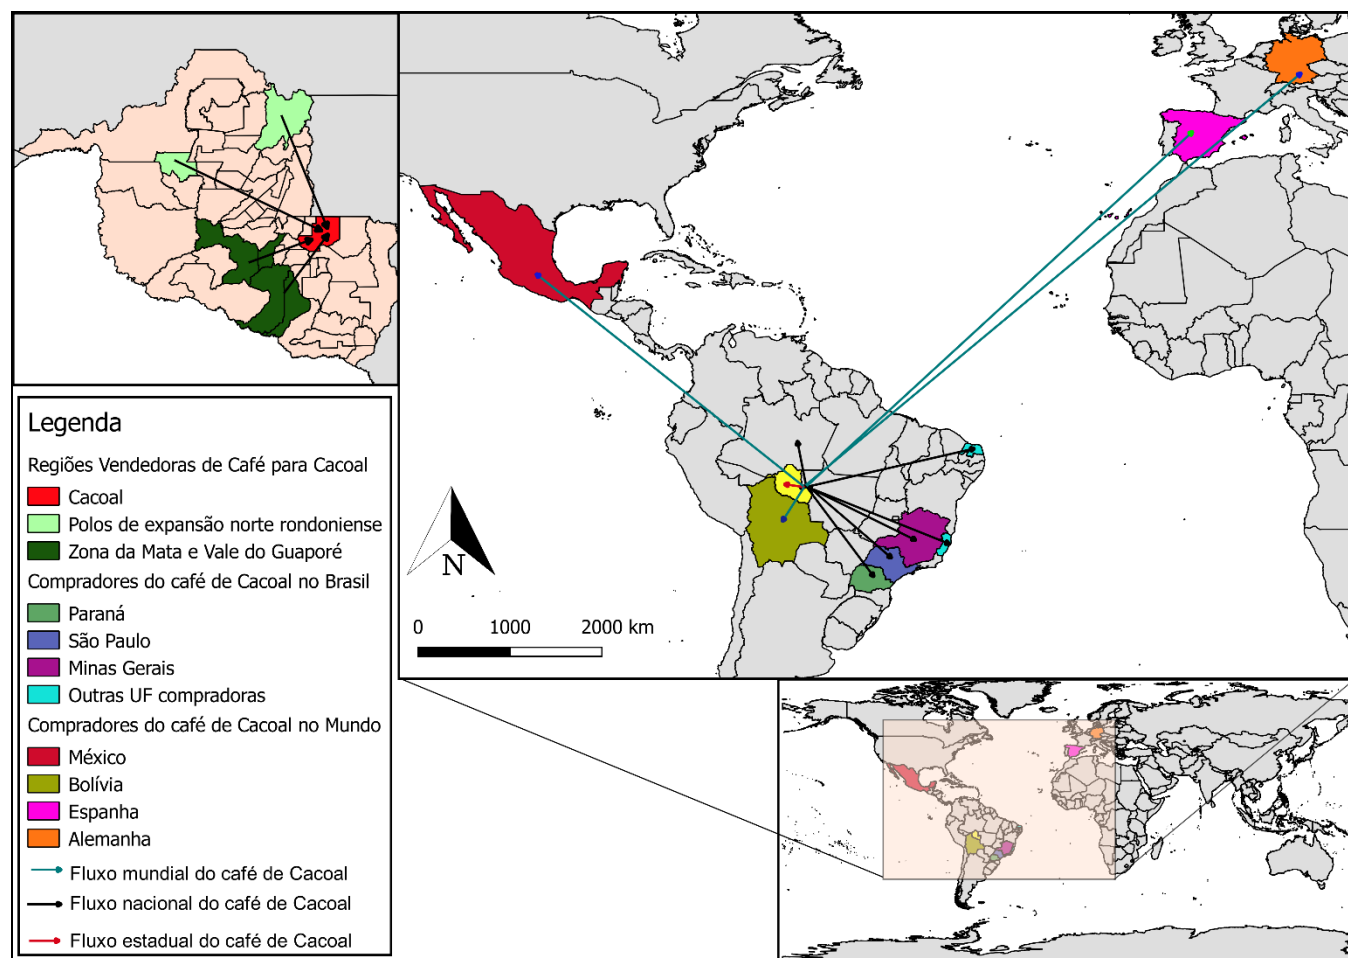 Legenda
Regiões Vendedoras de Café para Cacoal
Cacoal
Polos de expansão norte rondoniense
Zona da Mata e Vale do Guaporé
Compradores do café de Cacoal no Brasil
Paraná
São Paulo
Minas Gerais
Outras UF compradoras
Compradores do café de Cacoal no Mundo
México
Bolívia
Espanha
Alemanha
Fluxo mundial do café de Cacoal
Fluxo nacional do café de Cacoal
Fluxo estadual do café de Cacoal
N
0 1000 2000 km